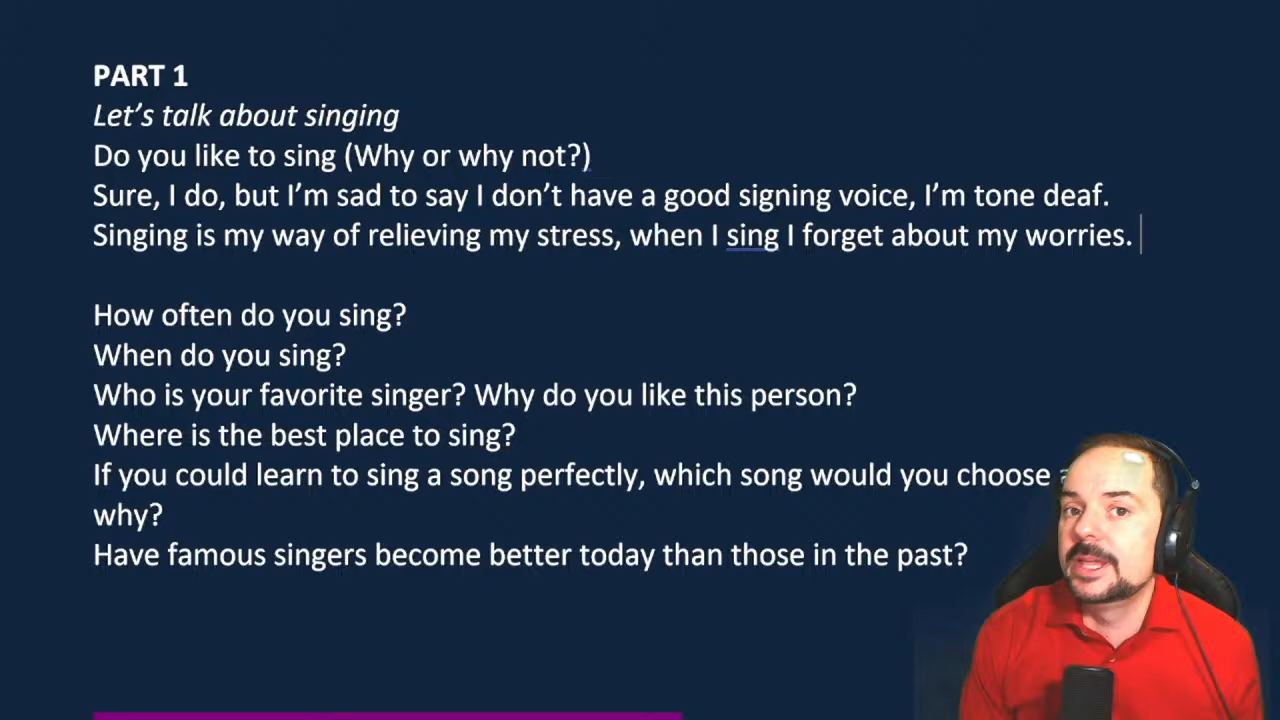 PART 1
Let's talk about singing
Do you like to sing (Why or why not?)
Sure, I do, but I'm sad to say I don't have a good signing voice, I'm tone deaf.
Singing is my way of relieving my stress, when I sing I forget about my worries.
How often do you sing?
When do you sing?
Who is your favorite singer? Why do you like this person?
Where is the best place to sing?
If you could learn to sing a song perfectly, which song would you choose
why?
Have famous singers become better today than those in the past?